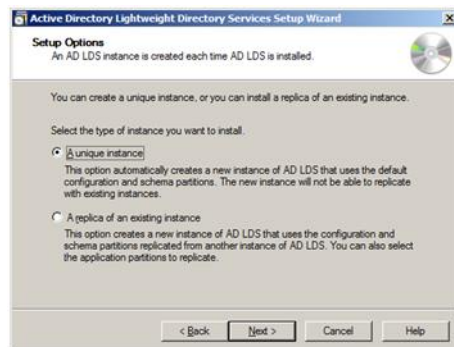 Active Directory Lightweight Directory Services Setup Wizard
Setup Options
An AD LDS instance is created each time AD LDS is installed.
You can create a unique instance, or you can install a replica of an existing instance.
Select the type of instance you want to install.
A unique instance
This option automatically creates a new instance of AD LDS that uses the default
configuration and schema partitions. The new instance will not be able to replicate
with existing instances.
A replica of an existing instance
This option creates a new instance of AD LDS that uses the configuration and
schema partitions replicated from another instance of AD LDS. You can also select
the application partitions to replicate.
< Back Next > Cancel Help